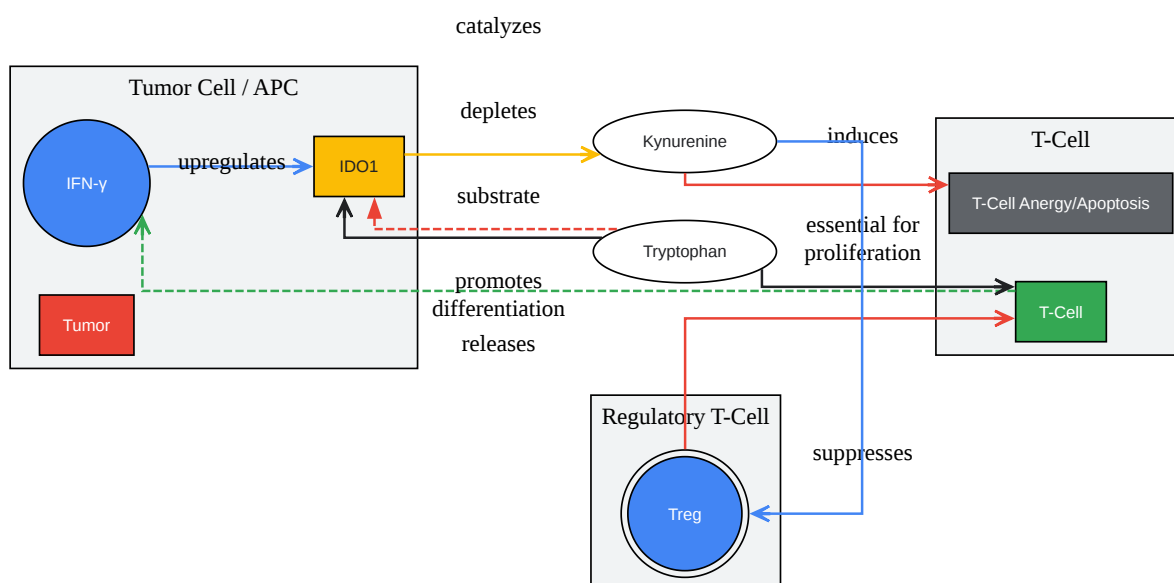 catalyzes
Tumor Cell / APC
depletes
IFN-γ
upregulates
IDO1
Kynurenine
induces
T-Cell
T-Cell Anergy/Apoptosis
substrate
Tryptophan
essential for
proliferation
promotes
differentiation
releases
Tumor
T-Cell
Regulatory T-Cell
suppresses
Treg